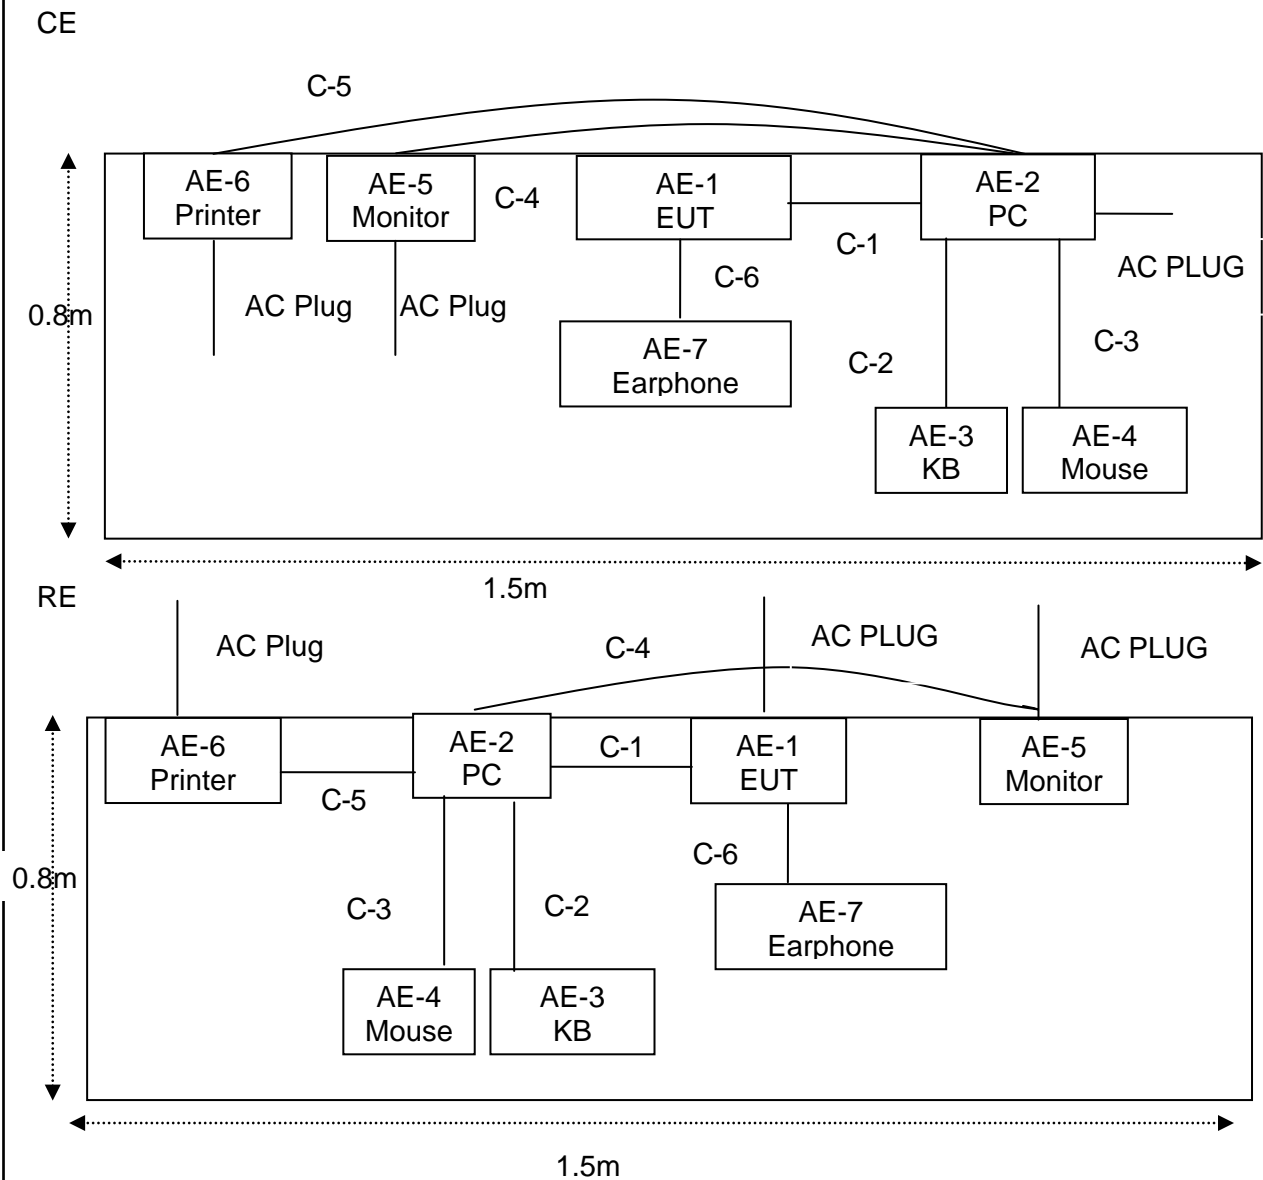 CE
C-5
AE-6
Printer
AE-5
Monitor
C-4
AE-1
EUT
AE-2
PC
C-1
AC PLUG
C-6
AC Plug
AC Plug
0.8m
AE-7
Earphone
C-2
C-3
AE-3
KB
AE-4
Mouse
1.5m
RE
AC Plug
C-4
AC PLUG
AC PLUG
AE-6
Printer
AE-2
PC
C-1
AE-1
EUT
AE-5
Monitor
C-5
C-6
0.8m
C-3
C-2
AE-7
Earphone
AE-4
Mouse
AE-3
KB
1.5m